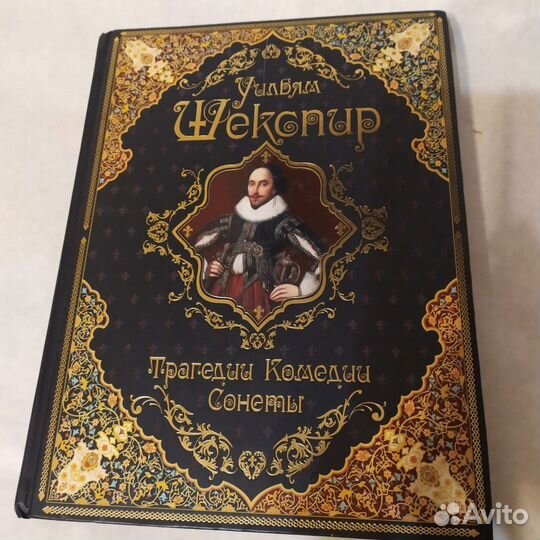 Уильям
Шекспир
Трагедии Комедии
Сонеты
Avito